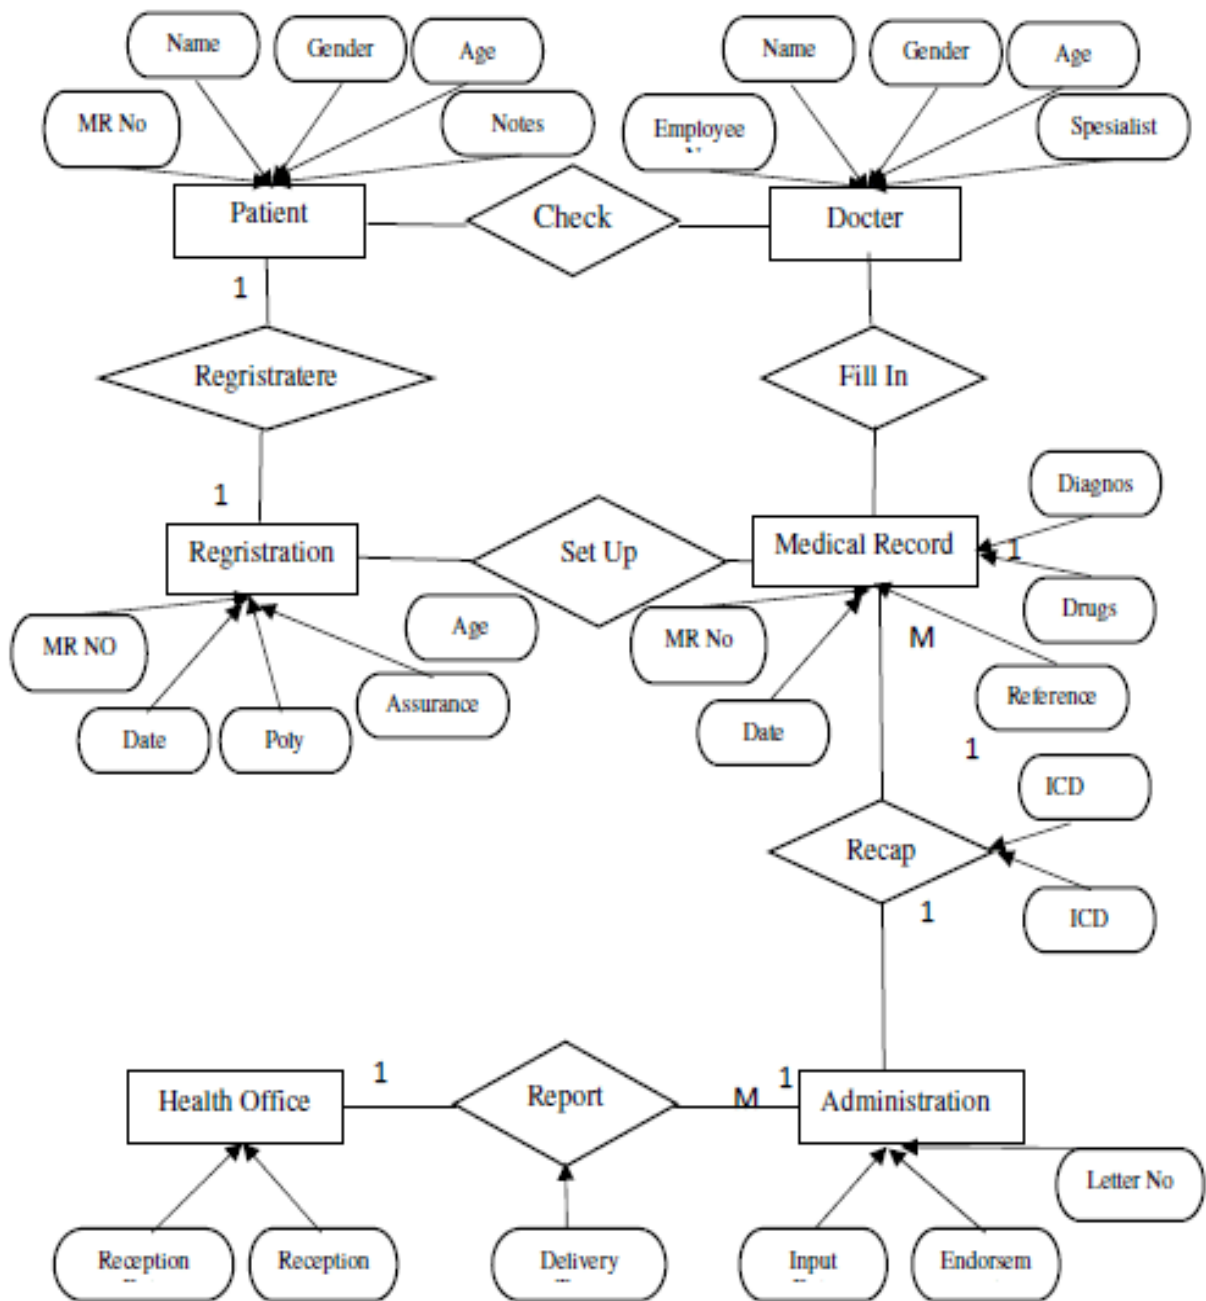 Name
Gender
Age
Name
Gender
Age
MR No
Notes
Employee
Spesialist
Patient
Check
Docter
1
Regristratere
Fill In
1
Diagnos
Regristration
Set Up
Medical Record
1
Age
Drugs
MR NO
MR No
M
Assurance
Reference
Date
Poly
Date
1
ICD
Recap
1
ICD
1
1
Health Office
Report
M
Administration
Letter No
Reception
Reception
Delivery
Input
Endorsem